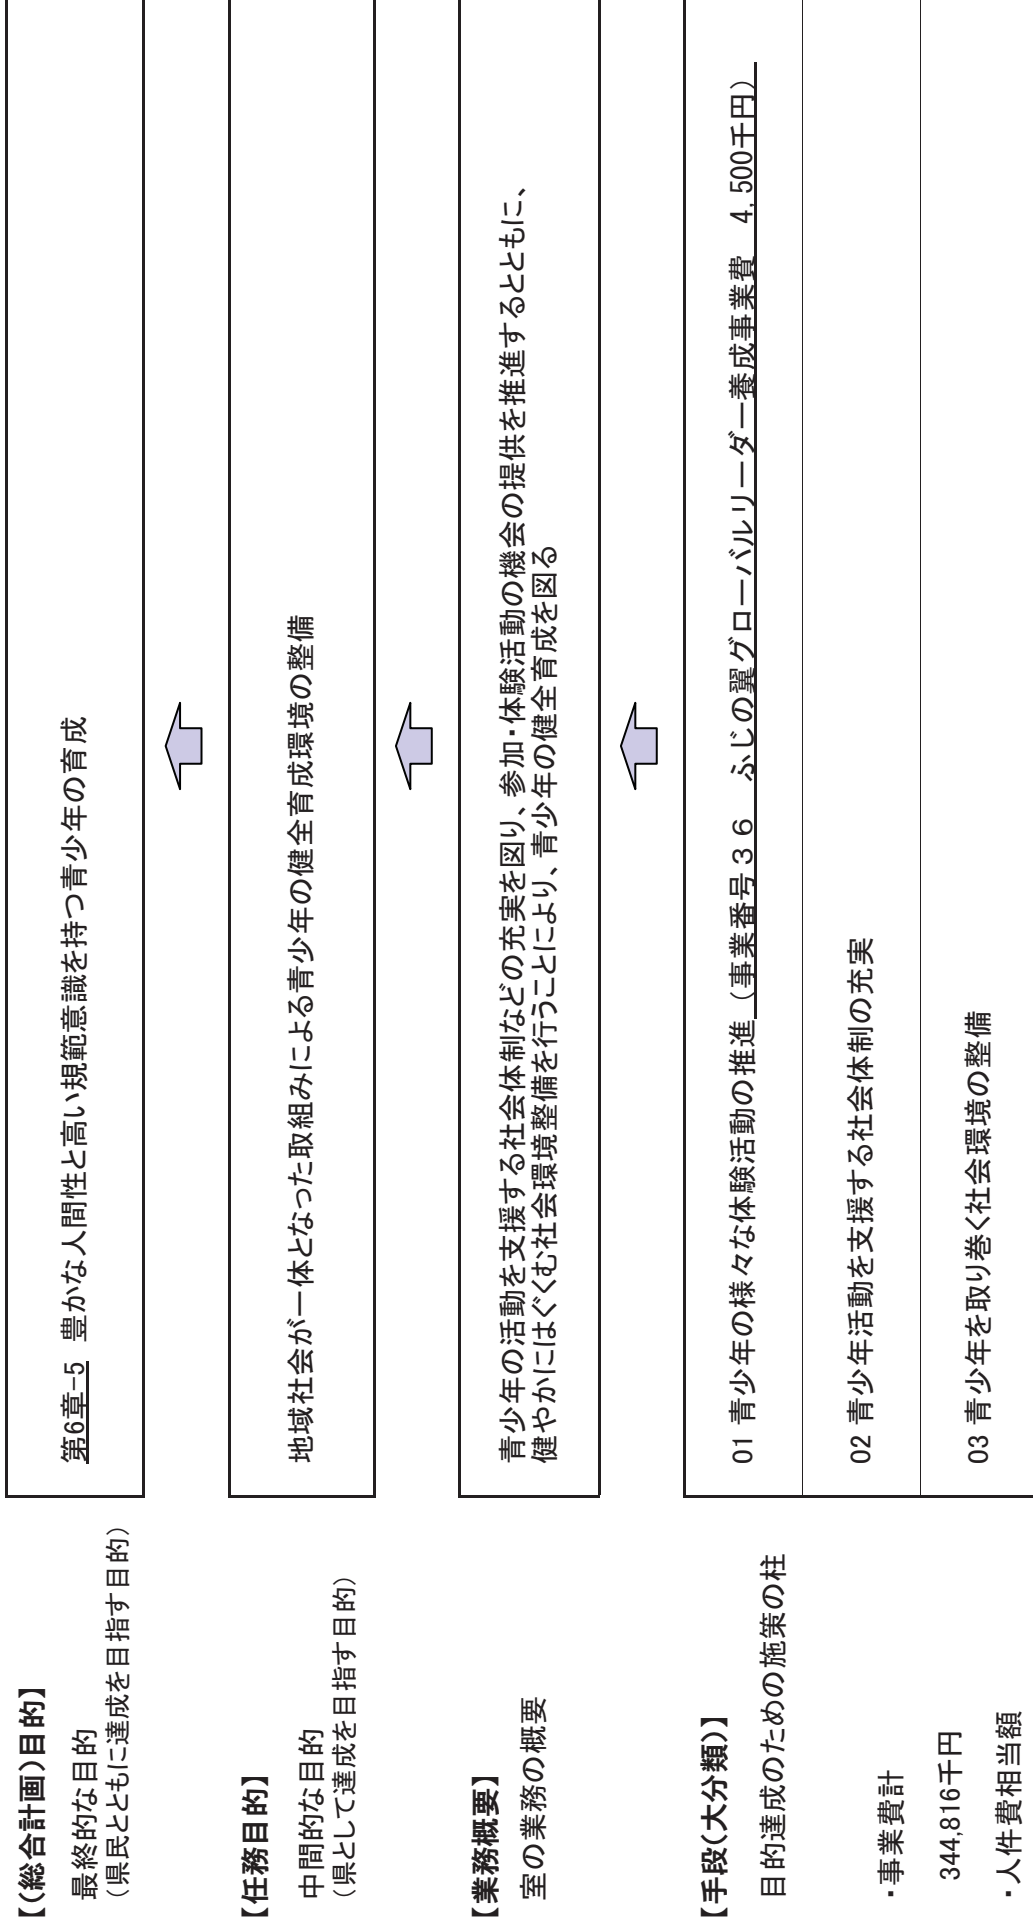 【(総合計画)目的】
最終的な目的
(県民とともに達成を目指す目的)
第6章-5　豊かな人間性と高い規範意識を持つ青少年の育成
【任務目的】
中間的な目的
(県として達成を目指す目的)
地域社会が一体となった取組みによる青少年の健全育成環境の整備
【業務概要】
室の業務の概要
青少年の活動を支援する社会体制などの充実を図り、参加・体験活動の機会の提供を推進するとともに、
健やかにはぐくむ社会環境整備を行うことにより、青少年の健全育成を図る
【手段(大分類)】
目的達成のための施策の柱
・事業費計
344,816千円
・人件費相当額
01 青少年の様々な体験活動の推進（事業番号３６　ふじの翼グローバルリーダー養成事業費　4,500千円）
02 青少年活動を支援する社会体制の充実
03 青少年を取り巻く社会環境の整備